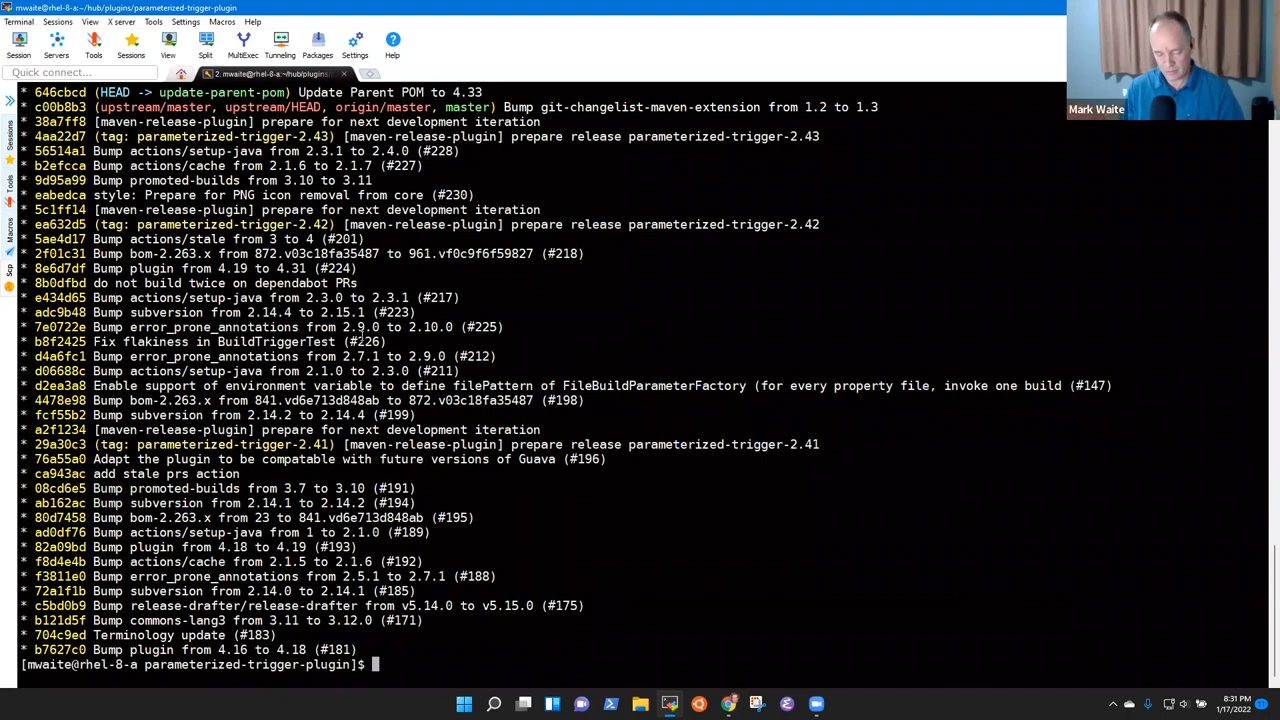 mwaite@rhel-8-a:~/hub/plugins/parameterized-trigger-plugin
Terminal Sessions View X server Tools Settings Macros Help
Session Servers Tools Sessions View Split MultiExec Tunneling Packages Settings Help
Quick connect...
2. mwaite@rhel-8-a:~/hub/plugins
Mark Waite
Sessions
Tools
Macros
Scp
* 646cbcd (HEAD -> update-parent-pom) Update Parent POM to 4.33
* c00b8b3 (upstream/master, upstream/HEAD, origin/master, master) Bump git-changelist-maven-extension from 1.2 to 1.3
* 38a7ff8 [maven-release-plugin] prepare for next development iteration
* 4aa22d7 (tag: parameterized-trigger-2.43) [maven-release-plugin] prepare release parameterized-trigger-2.43
* 56514a1 Bump actions/setup-java from 2.3.1 to 2.4.0 (#228)
* b2efcca Bump actions/cache from 2.1.6 to 2.1.7 (#227)
* 9d95a99 Bump promoted-builds from 3.10 to 3.11
* eabedca style: Prepare for PNG icon removal from core (#230)
* 5c1ff14 [maven-release-plugin] prepare for next development iteration
* ea632d5 (tag: parameterized-trigger-2.42) [maven-release-plugin] prepare release parameterized-trigger-2.42
* 5ae4d17 Bump actions/stale from 3 to 4 (#201)
* 2f01c31 Bump bom-2.263.x from 872.v03c18fa35487 to 961.vf0c9f6f59827 (#218)
* 8e6d7df Bump plugin from 4.19 to 4.31 (#224)
* 8b0dfbd do not build twice on dependabot PRs
* e434d65 Bump actions/setup-java from 2.3.0 to 2.3.1 (#217)
* adc9b48 Bump subversion from 2.14.4 to 2.15.1 (#223)
* 7e0722e Bump error_prone_annotations from 2.9.0 to 2.10.0 (#225)
* b8f2425 Fix flakiness in BuildTriggerTest (#226)
* d4a6fc1 Bump error_prone_annotations from 2.7.1 to 2.9.0 (#212)
* d06688c Bump actions/setup-java from 2.1.0 to 2.3.0 (#211)
* d2ea3a8 Enable support of environment variable to define filePattern of FileBuildParameterFactory (for every property file, invoke one build (#147)
* 4478e98 Bump bom-2.263.x from 841.vd6e713d848ab to 872.v03c18fa35487 (#198)
* fcf55b2 Bump subversion from 2.14.2 to 2.14.4 (#199)
* a2f1234 [maven-release-plugin] prepare for next development iteration
* 29a30c3 (tag: parameterized-trigger-2.41) [maven-release-plugin] prepare release parameterized-trigger-2.41
* 76a55a0 Adapt the plugin to be compatable with future versions of Guava (#196)
* ca943ac add stale prs action
* 08cd6e5 Bump promoted-builds from 3.7 to 3.10 (#191)
* ab162ac Bump subversion from 2.14.1 to 2.14.2 (#194)
* 80d7458 Bump bom-2.263.x from 23 to 841.vd6e713d848ab (#195)
* ad0df76 Bump actions/setup-java from 1 to 2.1.0 (#189)
* 82a09bd Bump plugin from 4.18 to 4.19 (#193)
* f8d4e4b Bump actions/cache from 2.1.5 to 2.1.6 (#192)
* f3811e0 Bump error_prone_annotations from 2.5.1 to 2.7.1 (#188)
* 72a1f1b Bump subversion from 2.14.0 to 2.14.1 (#185)
* c5bd0b9 Bump release-drafter/release-drafter from v5.14.0 to v5.15.0 (#175)
* b121d5f Bump commons-lang3 from 3.11 to 3.12.0 (#171)
* 704c9ed Terminology update (#183)
* b7627c0 Bump plugin from 4.16 to 4.18 (#181)
[mwaite@rhel-8-a parameterized-trigger-plugin]$
8:31 PM
1/17/2022